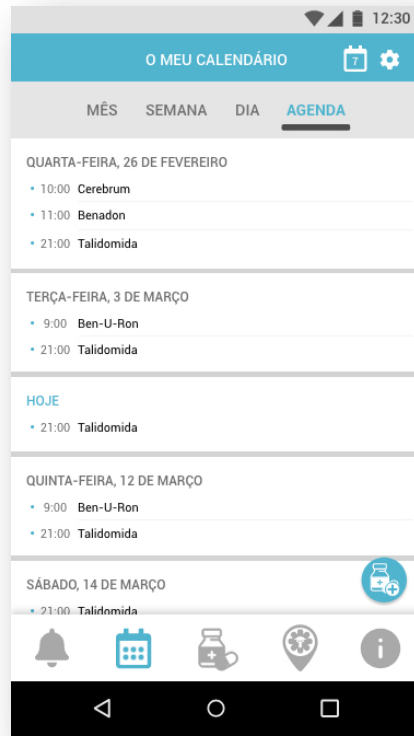 12:30
O MEU CALENDÁRIO
7
MÊS SEMANA DIA AGENDA
QUARTA-FEIRA, 26 DE FEVEREIRO
• 10:00 Cerebrum
• 11:00 Benadon
• 21:00 Talidomida
TERÇA-FEIRA, 3 DE MARÇO
• 9:00 Ben-U-Ron
• 21:00 Talidomida
HOJE
• 21:00 Talidomida
QUINTA-FEIRA, 12 DE MARÇO
• 9:00 Ben-U-Ron
• 21:00 Talidomida
SÁBADO, 14 DE MARÇO
• 21:00 Talidomida